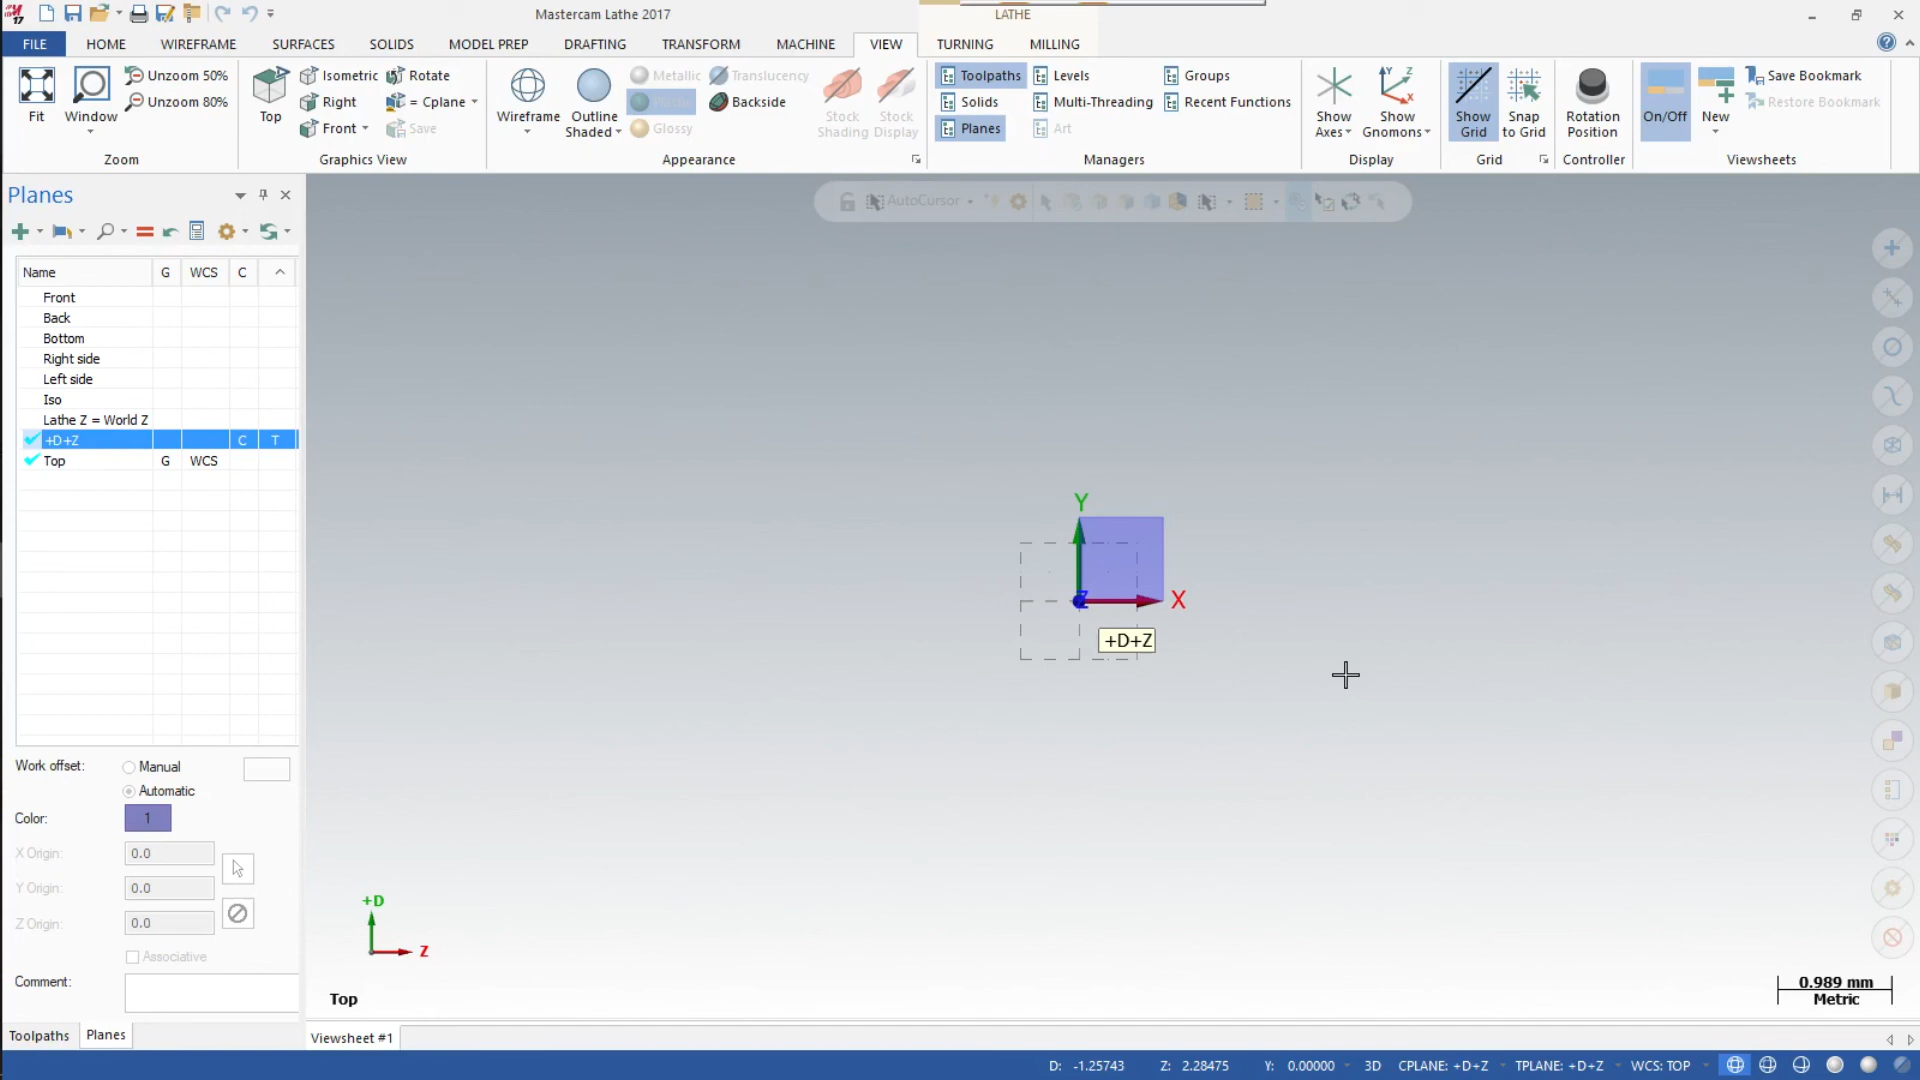 17
Mastercam Lathe 2017
LATHE
FILE
HOME
WIREFRAME
SURFACES
SOLIDS
MODEL PREP
DRAFTING
TRANSFORM
MACHINE
VIEW
TURNING
MILLING
Fit
Window
Unzoom 50%
Unzoom 80%
Zoom
Top
Isometric
Right
Front
Rotate
= Cplane
Save
Graphics View
Wireframe
Outline
Shaded
Metallic
Plastic
Glossy
Translucency
Backside
Appearance
Stock
Shading
Stock
Display
Toolpaths
Solids
Planes
Levels
Multi-Threading
Art
Groups
Recent Functions
Managers
Show
Axes
Show
Gnomons
Display
Show
Grid
Snap
to Grid
Grid
Rotation
Position
Controller
On/Off
New
Save Bookmark
Restore Bookmark
Viewsheets
Planes
AutoCursor
Name G WCS C
Front
Back
Bottom
Right side
Left side
Iso
Lathe Z = World Z
+D+Z C T
Top G WCS
Work offset: Manual
Automatic
Color: 1
X Origin: 0.0
Y Origin: 0.0
Z Origin: 0.0
Associative
Comment:
Toolpaths
Planes
Y
Z
X
+D+Z
+D
Z
Top
0.989 mm
Metric
Viewsheet #1
D: -1.25743 Z: 2.28475 Y: 0.00000 3D CPLANE: +D+Z TPLANE: +D+Z WCS: TOP